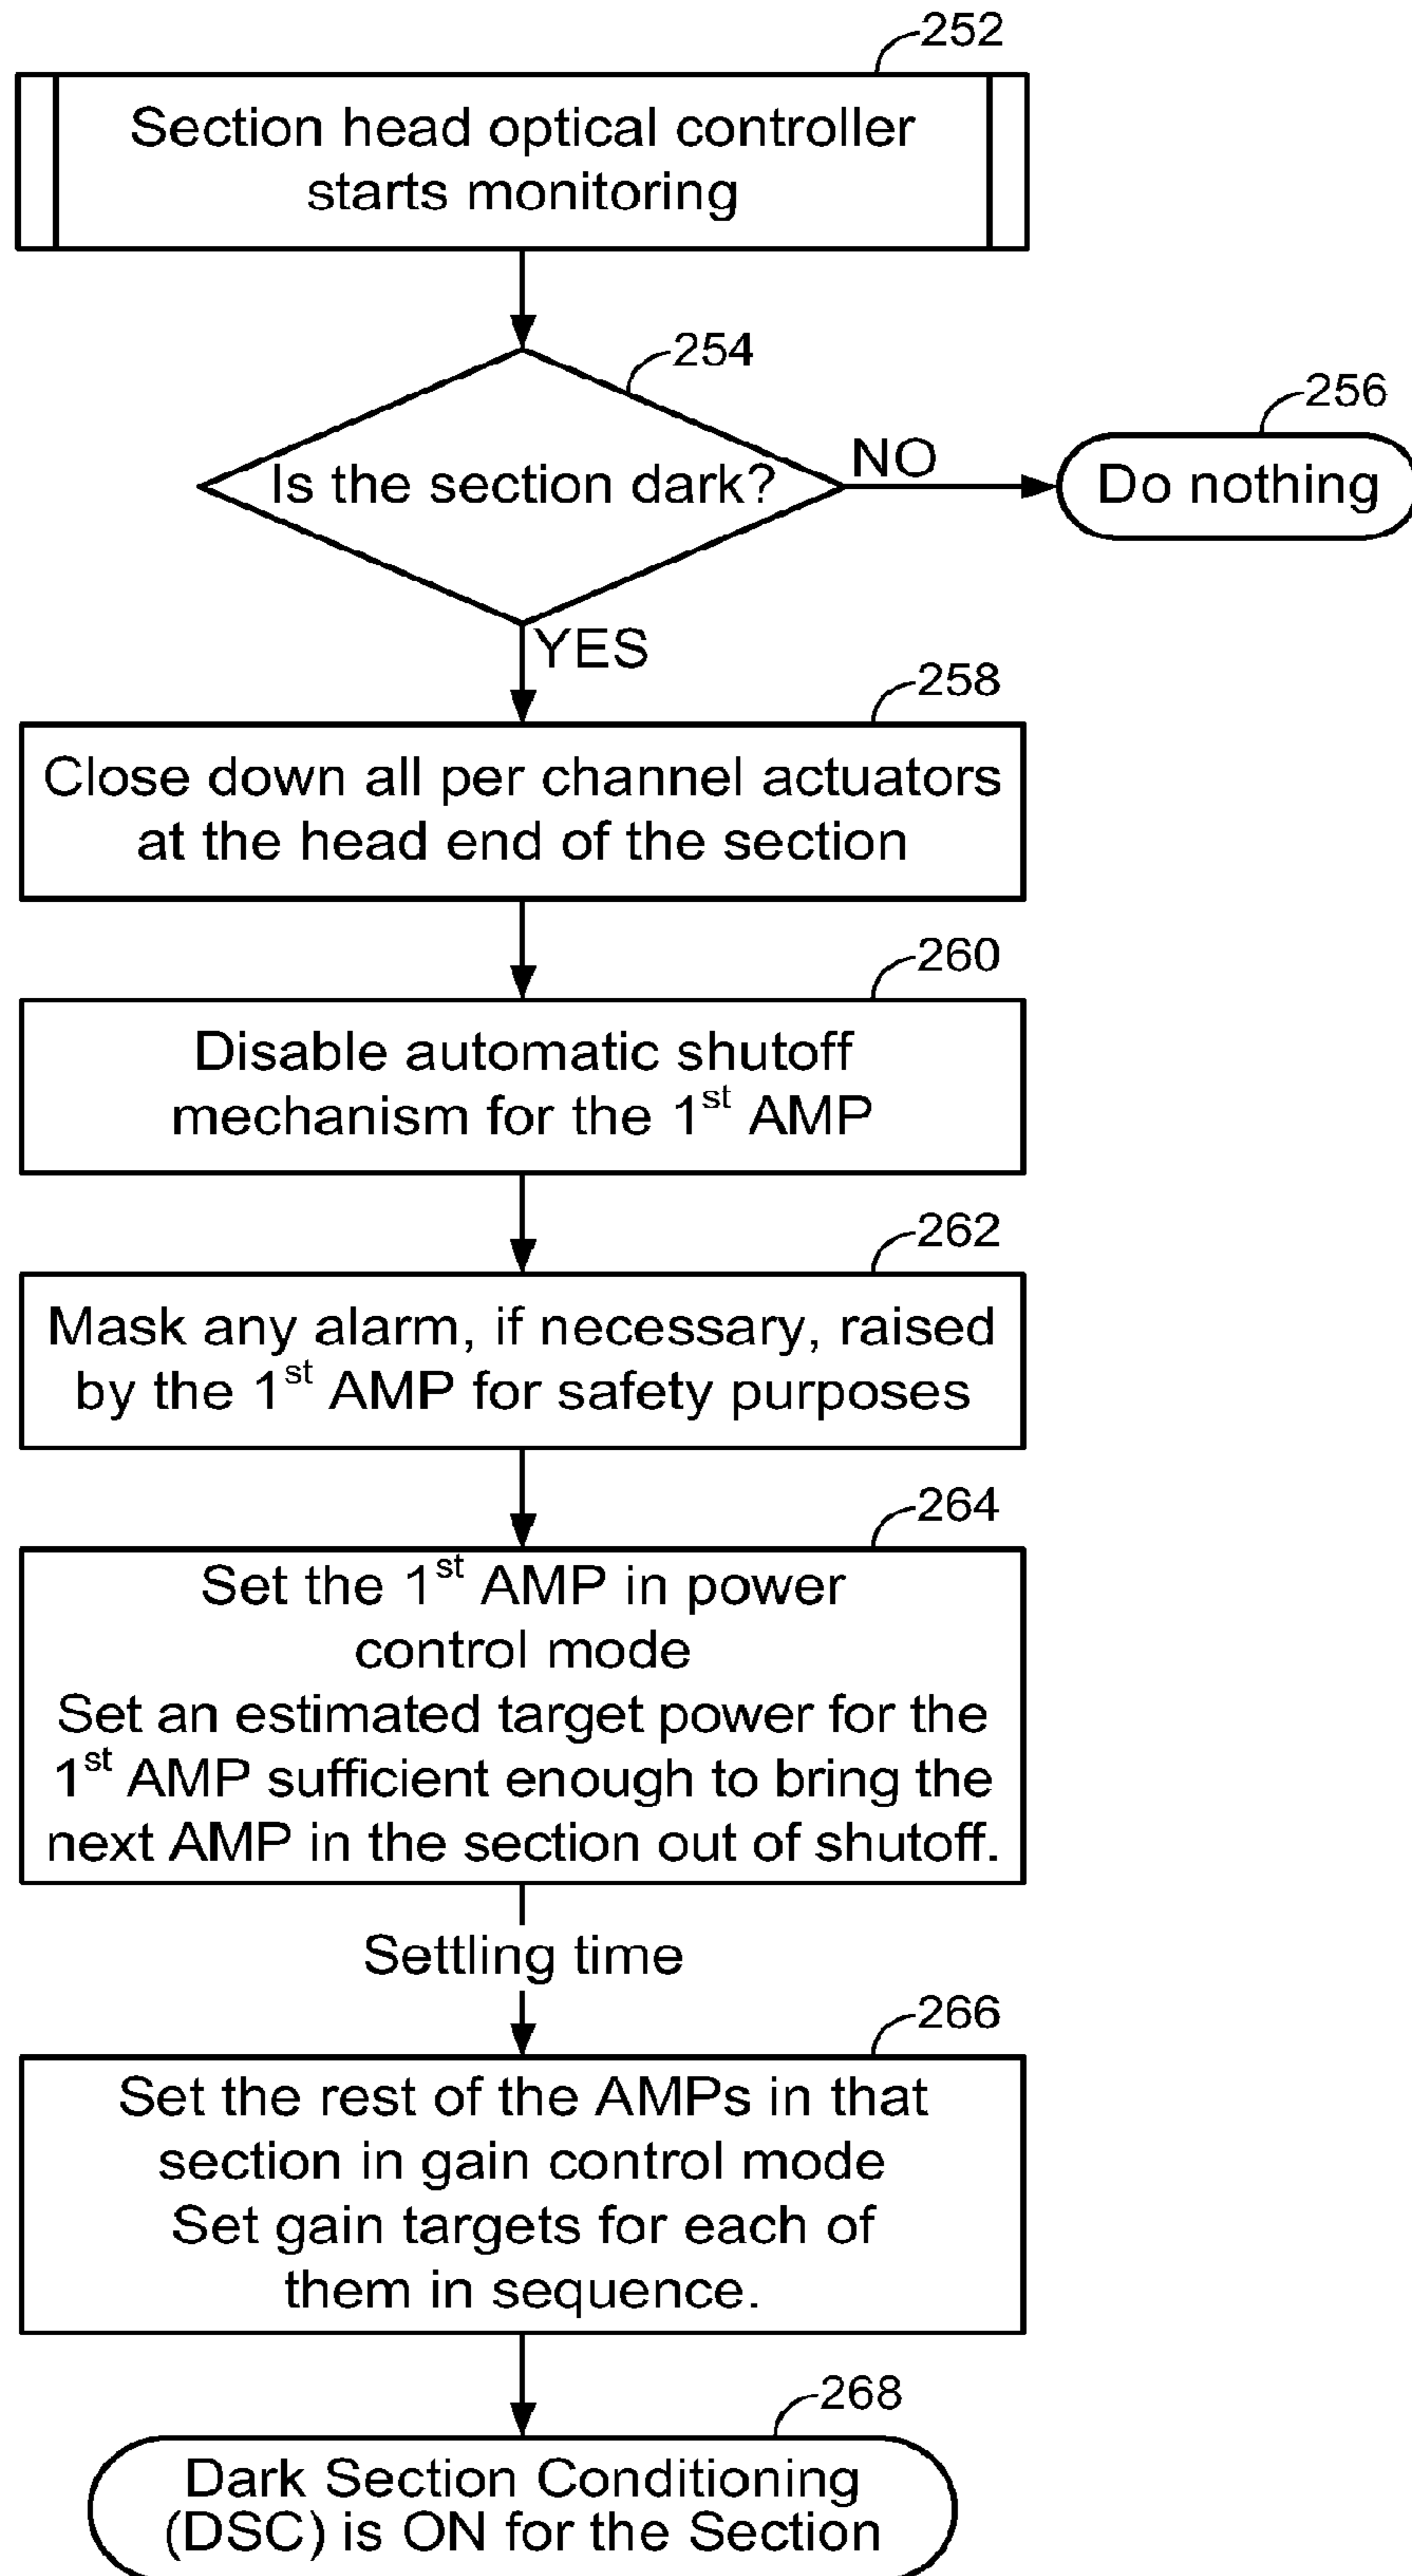 252
Section head optical controller
starts monitoring
254
Is the section dark?
NO
256
Do nothing
YES
258
Close down all per channel actuators
at the head end of the section
260
Disable automatic shutoff
mechanism for the 1st AMP
262
Mask any alarm, if necessary, raised
by the 1st AMP for safety purposes
264
Set the 1st AMP in power
control mode
Set an estimated target power for the
1st AMP sufficient enough to bring the
next AMP in the section out of shutoff.
Settling time
266
Set the rest of the AMPs in that
section in gain control mode
Set gain targets for each of
them in sequence.
268
Dark Section Conditioning
(DSC) is ON for the Section